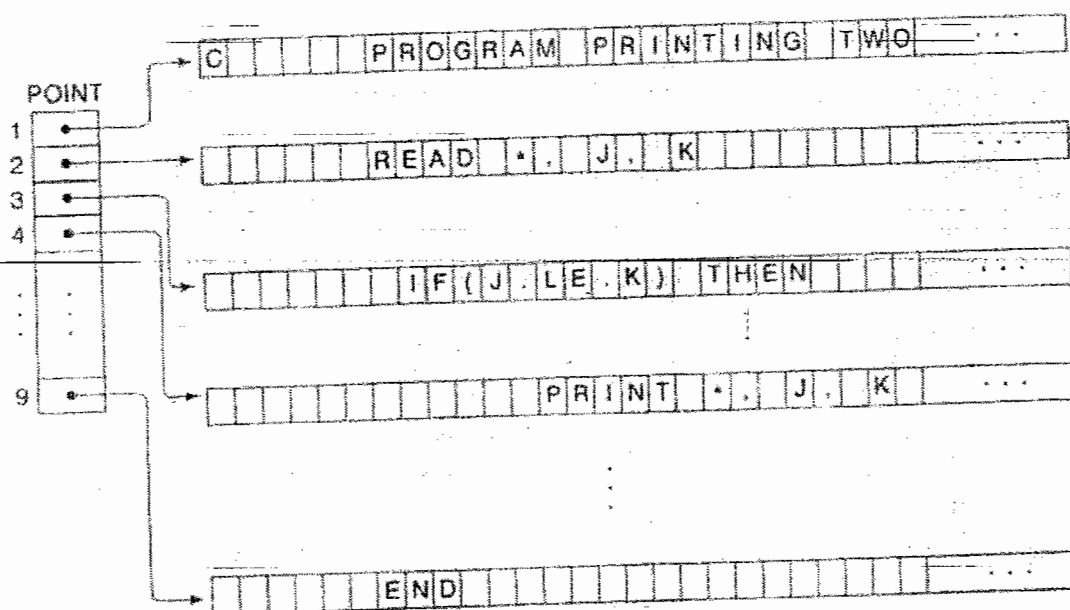 C PROGRAM PRINTING TWO ...
POINT
1
2 READ *, J, K ...
3
4
IF(J.LE.K) THEN ...
9 PRINT *, J, K ...
END ...